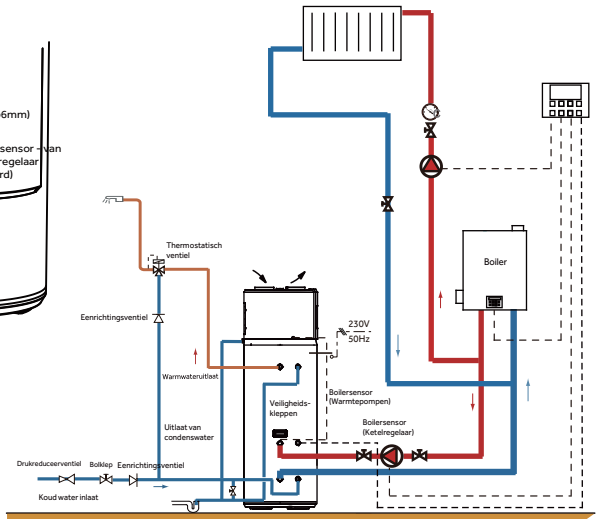 6mm)
sensor - van
regelaar
rd)
Thermostatisch
ventiel
Boiler
Eenrichtingsventiel
230V
50Hz
Warmwateruitlaat
Boilersensor
(Warmtepompen)
Veiligheids-
kleppen
Boilersensor
(Ketelregelaar)
Uitlaat van
condenswater
Drukreduceerventiel
Bolklep
Eenrichtingsventiel
Koud water inlaat